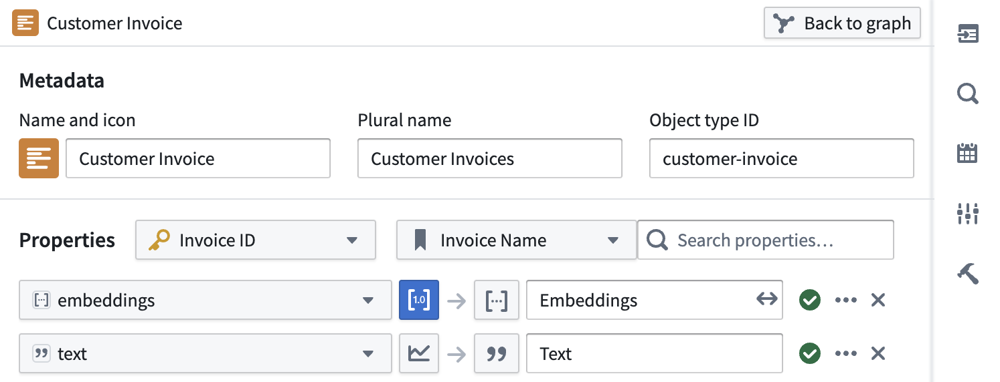 Customer Invoice
Back to graph
Metadata
Name and icon
Plural name
Object type ID
Customer Invoice
Customer Invoices
customer-invoice
Properties
Invoice ID
Invoice Name
Search properties…
embeddings
1.0
Embeddings
text
Text